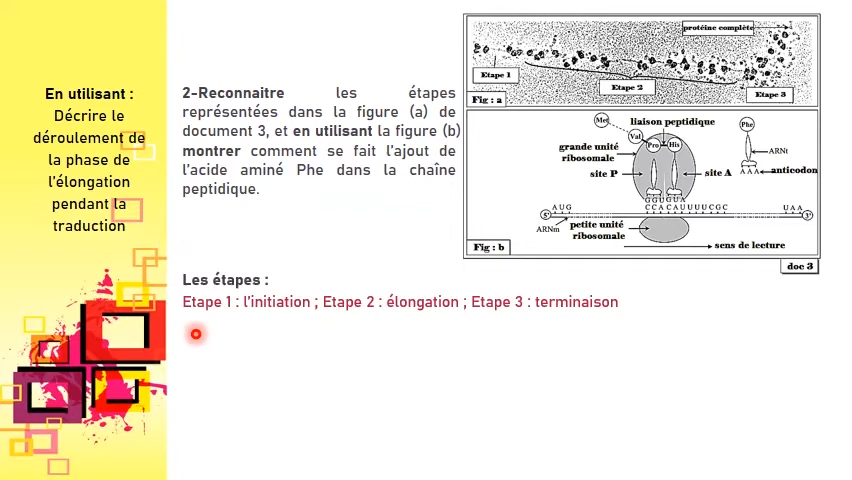 En utilisant :
Décrire le
déroulement de
la phase de
l'élongation
pendant la
traduction
2-Reconnaitre les étapes
représentées dans la figure (a) de
document 3, et en utilisant la figure (b)
montrer comment se fait l'ajout de
l'acide aminé Phe dans la chaîne
peptidique.
protéine complète
Etape 1
Etape 2
Etape 3
Fig : a
Met
liaison peptidique
Phe
Val
Pro
His
grande unité
ribosomale
ARNt
site P
site A
AAA
anticodon
GGUGUA
5'
AUG
CCACAUUUUCGC
UAA
3'
ARNm
petite unité
ribosomale
Fig : b
sens de lecture
doc 3
Les étapes :
Etape 1 : l'initiation ; Etape 2 : élongation ; Etape 3 : terminaison